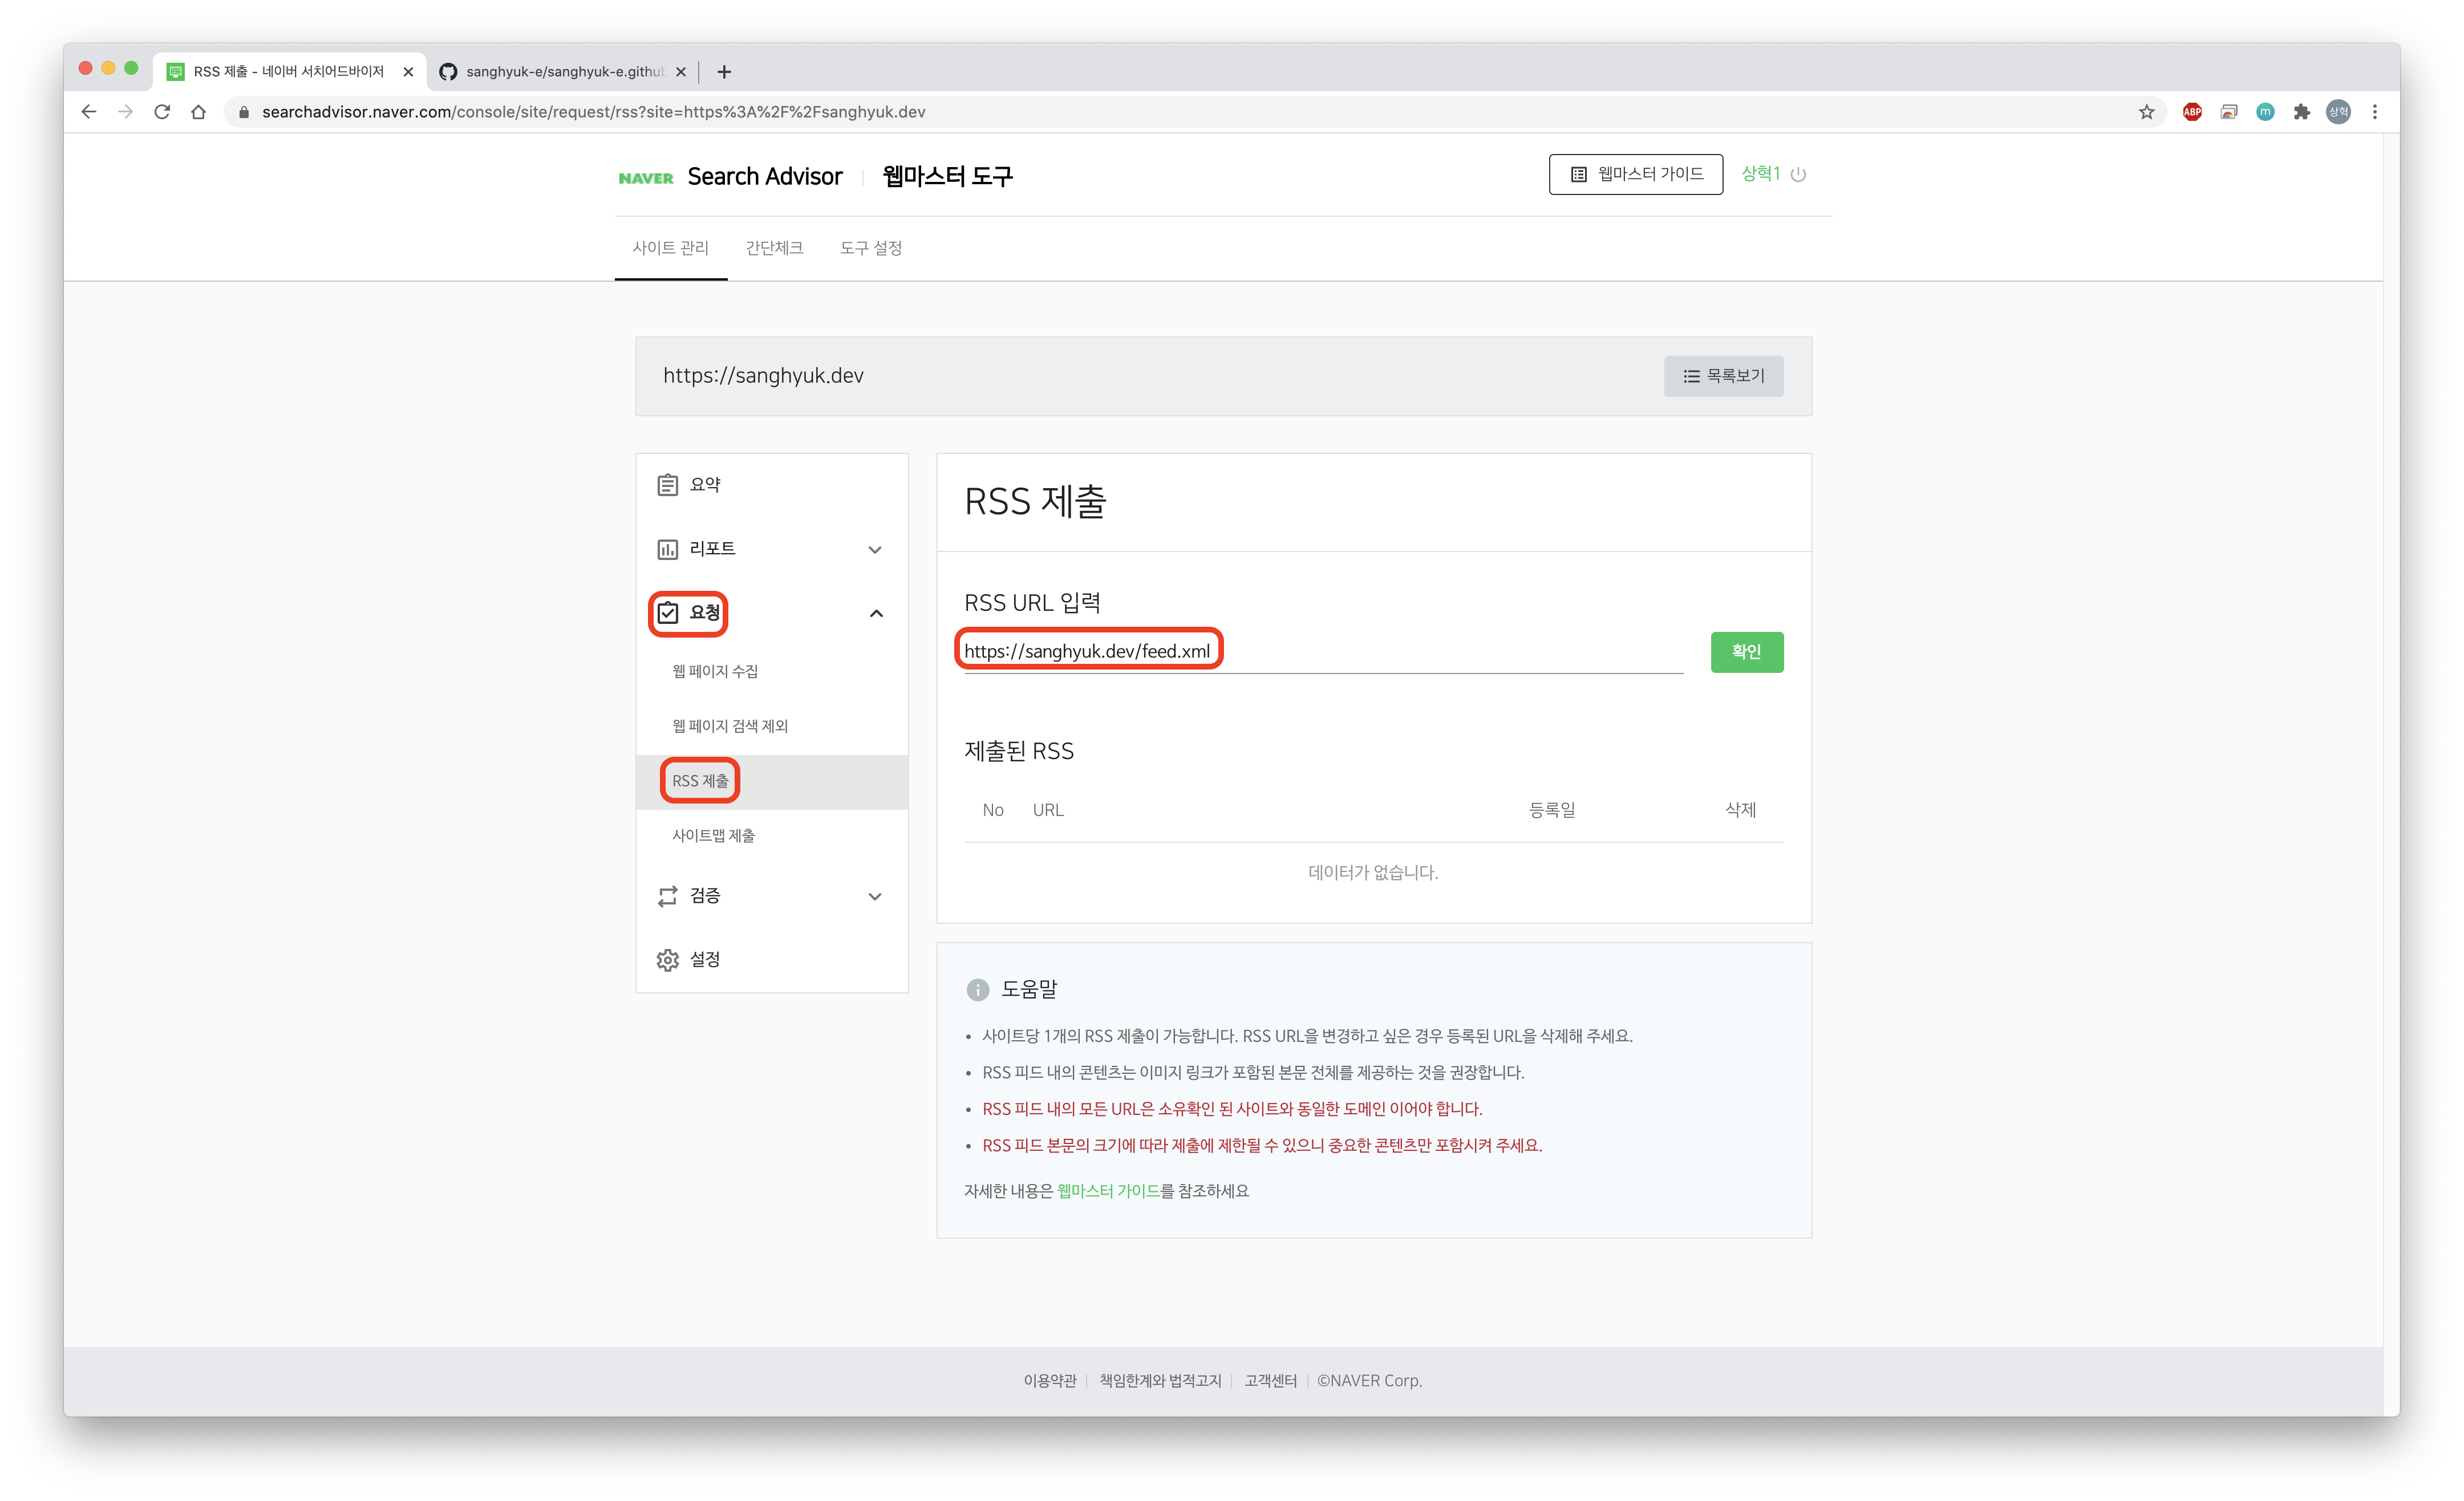 RSS 제출 - 네이버 서치어드바이저
sanghyuk-e/sanghyuk-e.github
searchadvisor.naver.com/console/site/request/rss?site=https%3A%2F%2Fsanghyuk.dev
ABP
m
상혁
NAVER Search Advisor
웹마스터 도구
웹마스터 가이드
상혁1
사이트 관리
간단체크
도구 설정
https://sanghyuk.dev
목록보기
요약
리포트
요청
웹 페이지 수집
웹 페이지 검색 제외
RSS 제출
사이트맵 제출
검증
설정
RSS 제출
RSS URL 입력
https://sanghyuk.dev/feed.xml
확인
제출된 RSS
No URL 등록일 삭제
데이터가 없습니다.
도움말
• 사이트당 1개의 RSS 제출이 가능합니다. RSS URL을 변경하고 싶은 경우 등록된 URL을 삭제해 주세요.
• RSS 피드 내의 콘텐츠는 이미지 링크가 포함된 본문 전체를 제공하는 것을 권장합니다.
• RSS 피드 내의 모든 URL은 소유확인 된 사이트와 동일한 도메인 이어야 합니다.
• RSS 피드 본문의 크기에 따라 제출에 제한될 수 있으니 중요한 콘텐츠만 포함시켜 주세요.
자세한 내용은 웹마스터 가이드를 참조하세요
이용약관 | 책임한계와 법적고지 | 고객센터 | ©NAVER Corp.